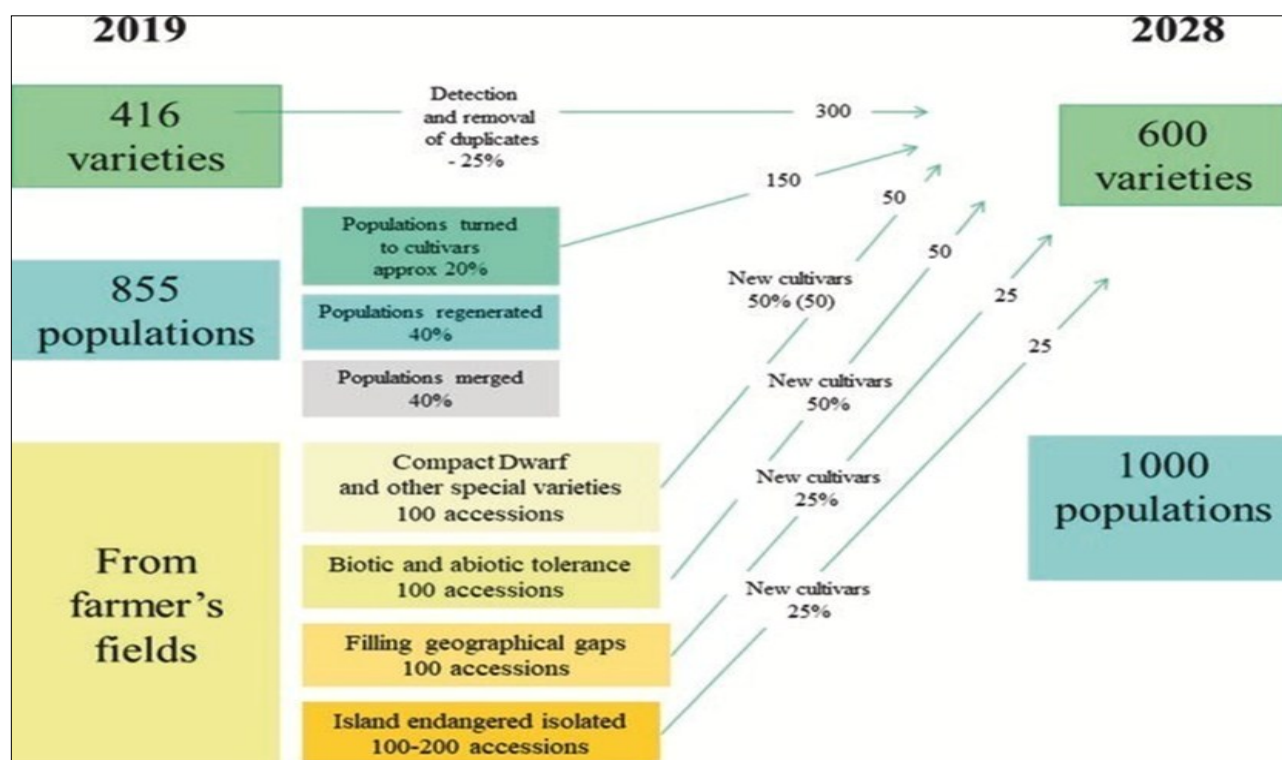 2019
2028
416
varieties
Detection
and removal
of duplicates
- 25%
300
600
varieties
855
populations
Populations turned
to cultivars
approx 20%
150
Populations regenerated
40%
Populations merged
40%
50
New cultivars
50% (50)
50
New cultivars
50%
25
New cultivars
25%
25
New cultivars
25%
1000
populations
From
farmer's
fields
Compact Dwarf
and other special varieties
100 accessions
Biotic and abiotic tolerance
100 accessions
Filling geographical gaps
100 accessions
Island endangered isolated
100-200 accessions